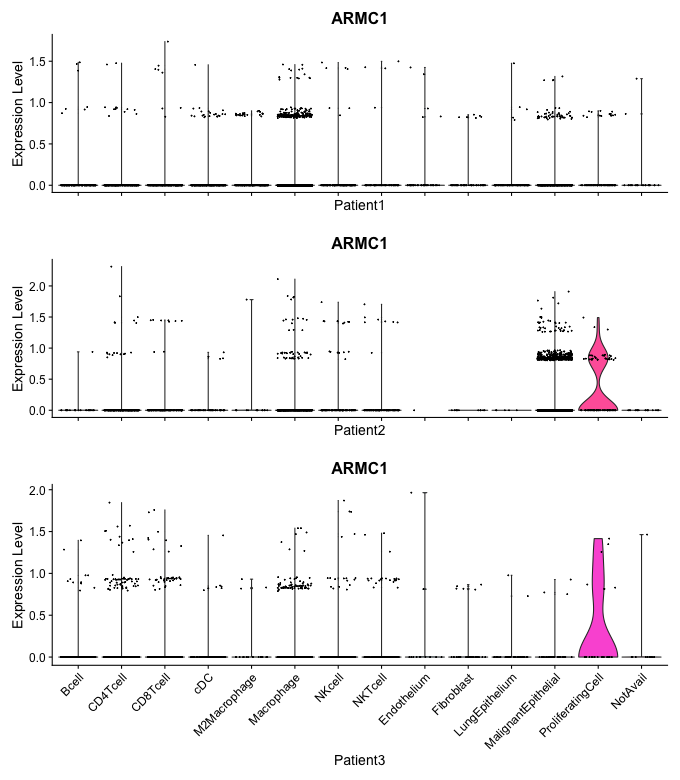 ARMC1
Expression Level
1.5
1.0
0.5
0.0
Patient1
ARMC1
Expression Level
2.0
1.5
1.0
0.5
0.0
Patient2
ARMC1
Expression Level
2.0
1.5
1.0
0.5
0.0
Bcell
CD4Tcell
CD8Tcell
cDC
M2Macrophage
Macrophage
NKcell
NKTcell
Endothelium
Fibroblast
LungEpithelium
MalignantEpithelial
ProliferatingCell
NotAvail
Patient3